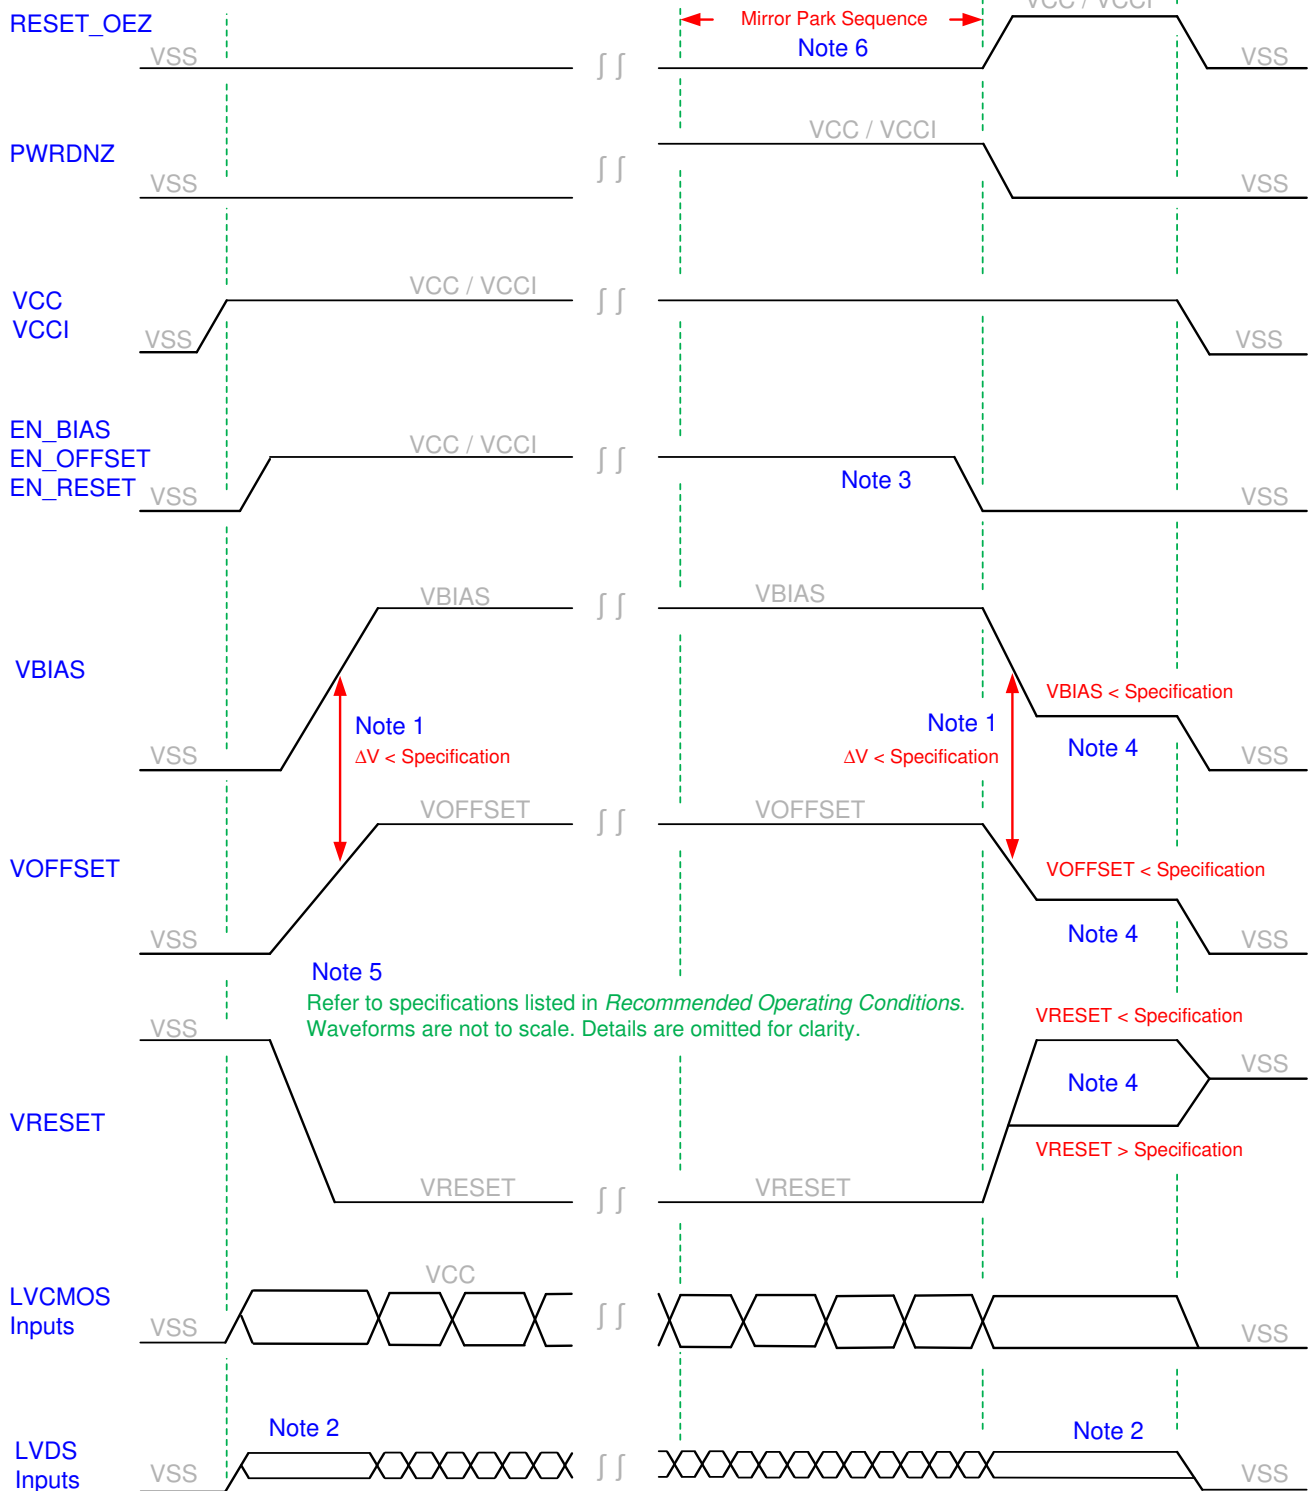 VCC / VCCI
RESET_OEZ
Mirror Park Sequence
Note 6
VSS
VSS
PWRDNZ
VCC / VCCI
VSS
VSS
VCC
VCCI
VCC / VCCI
VSS
VSS
EN_BIAS
EN_OFFSET
EN_RESET
VCC / VCCI
Note 3
VSS
VSS
VBIAS
VBIAS
VBIAS
VBIAS < Specification
Note 1
ΔV < Specification
Note 1
ΔV < Specification
Note 4
VSS
VSS
VOFFSET
VOFFSET
VOFFSET
VOFFSET < Specification
Note 4
VSS
VSS
Note 5
Refer to specifications listed in Recommended Operating Conditions.
Waveforms are not to scale. Details are omitted for clarity.
VSS
VRESET < Specification
VSS
Note 4
VRESET
VRESET > Specification
VRESET
VRESET
LVCMOS
Inputs
VCC
VSS
VSS
Note 2
Note 2
LVDS
Inputs
VSS
VSS